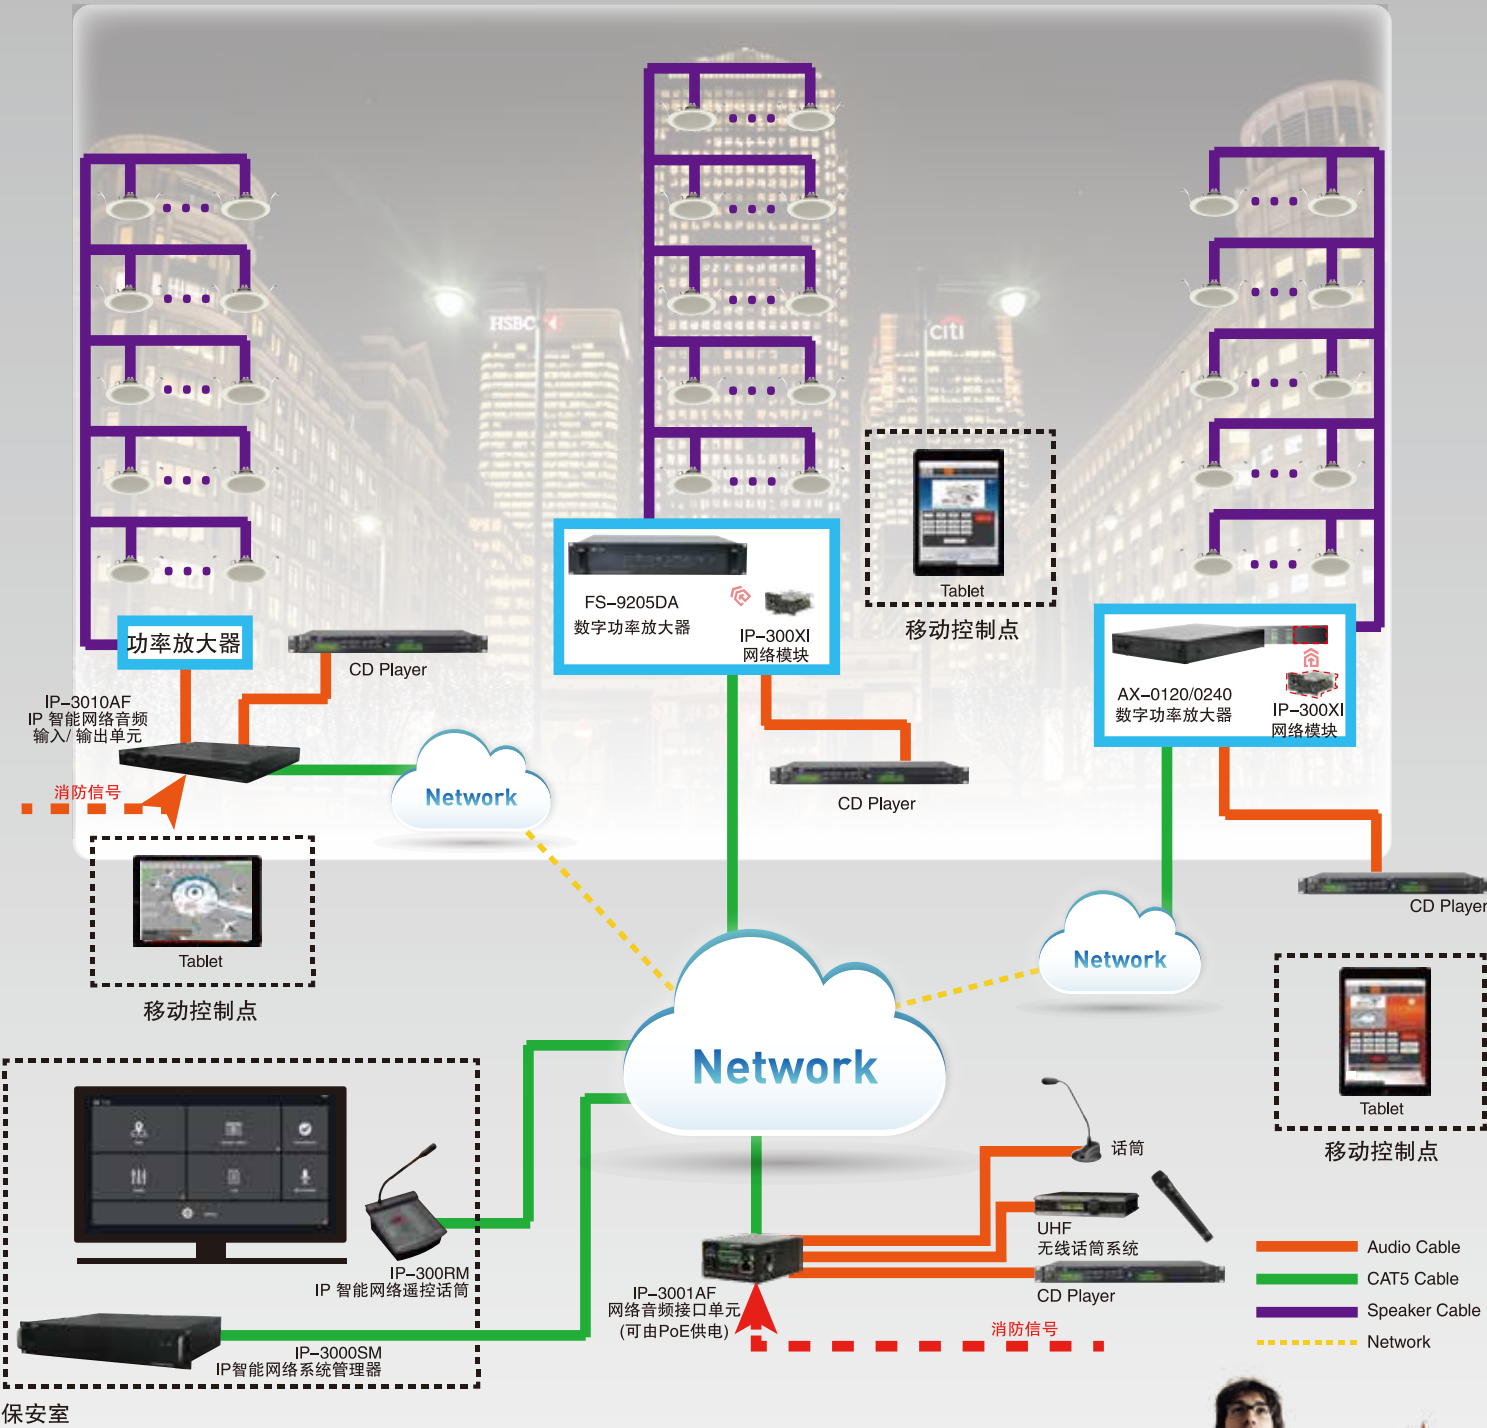 HSBC
citi
Tablet
移动控制点
FS-9205DA
数字功率放大器
IP-300XI
网络模块
功率放大器
CD Player
AX-0120/0240
数字功率放大器
IP-300XI
网络模块
IP-3010AF
IP 智能网络音频
输入/ 输出单元
消防信号
Network
CD Player
CD Player
Tablet
移动控制点
Network
Network
Tablet
移动控制点
话筒
UHF
无线话筒系统
CD Player
IP-300RM
IP 智能网络遥控话筒
IP-3001AF
网络音频接口单元
(可由PoE供电)
消防信号
IP-3000SM
IP智能网络系统管理器
保安室
Audio Cable
CAT5 Cable
Speaker Cable
Network